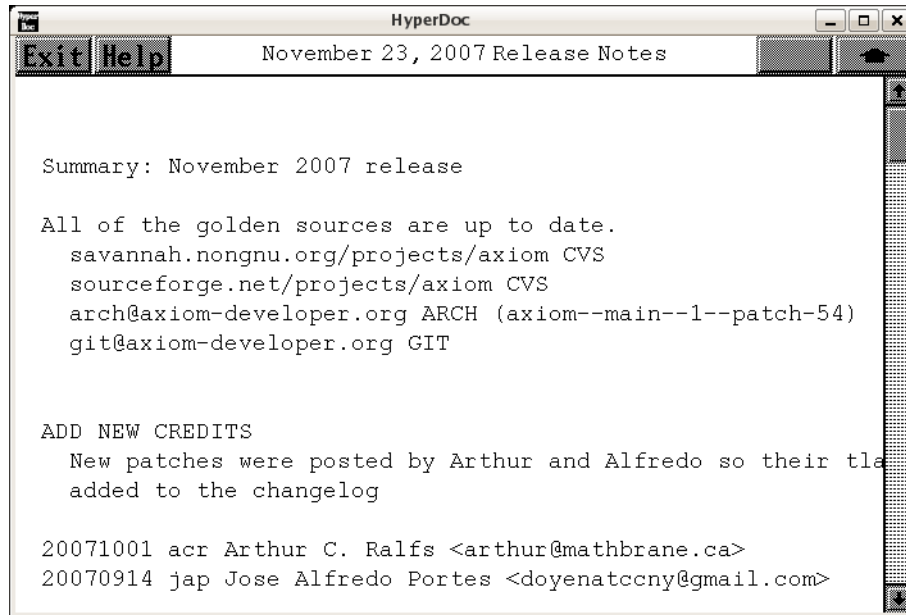 Hyper Doc
HyperDoc
Exit Help November 23, 2007 Release Notes
Summary: November 2007 release
All of the golden sources are up to date.
savannah.nongnu.org/projects/axiom CVS
sourceforge.net/projects/axiom CVS
arch@axiom-developer.org ARCH (axiom--main--1--patch-54)
git@axiom-developer.org GIT
ADD NEW CREDITS
New patches were posted by Arthur and Alfredo so their tla
added to the changelog
20071001 acr Arthur C. Ralfs <arthur@mathbrane.ca>
20070914 jap Jose Alfredo Portes <doyenatccny@gmail.com>